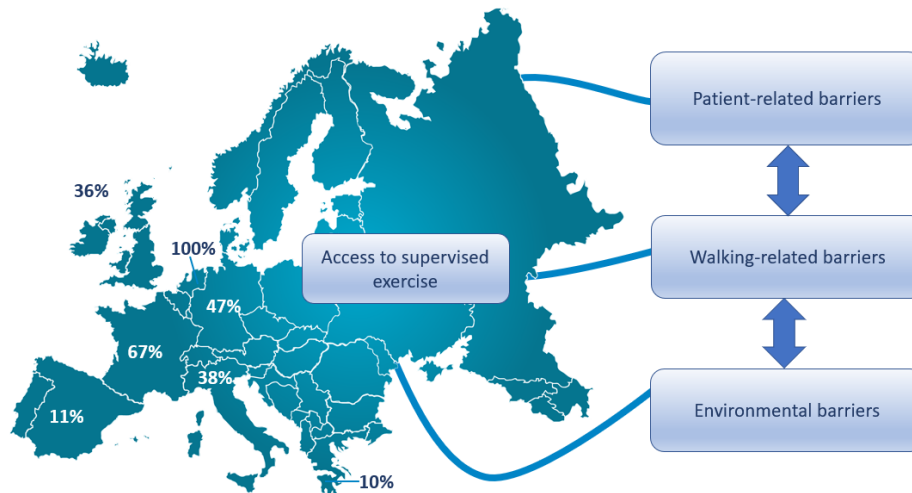 Patient-related barriers
36%
100%
Access to supervised
exercise
Walking-related barriers
47%
67%
38%
11%
Environmental barriers
10%